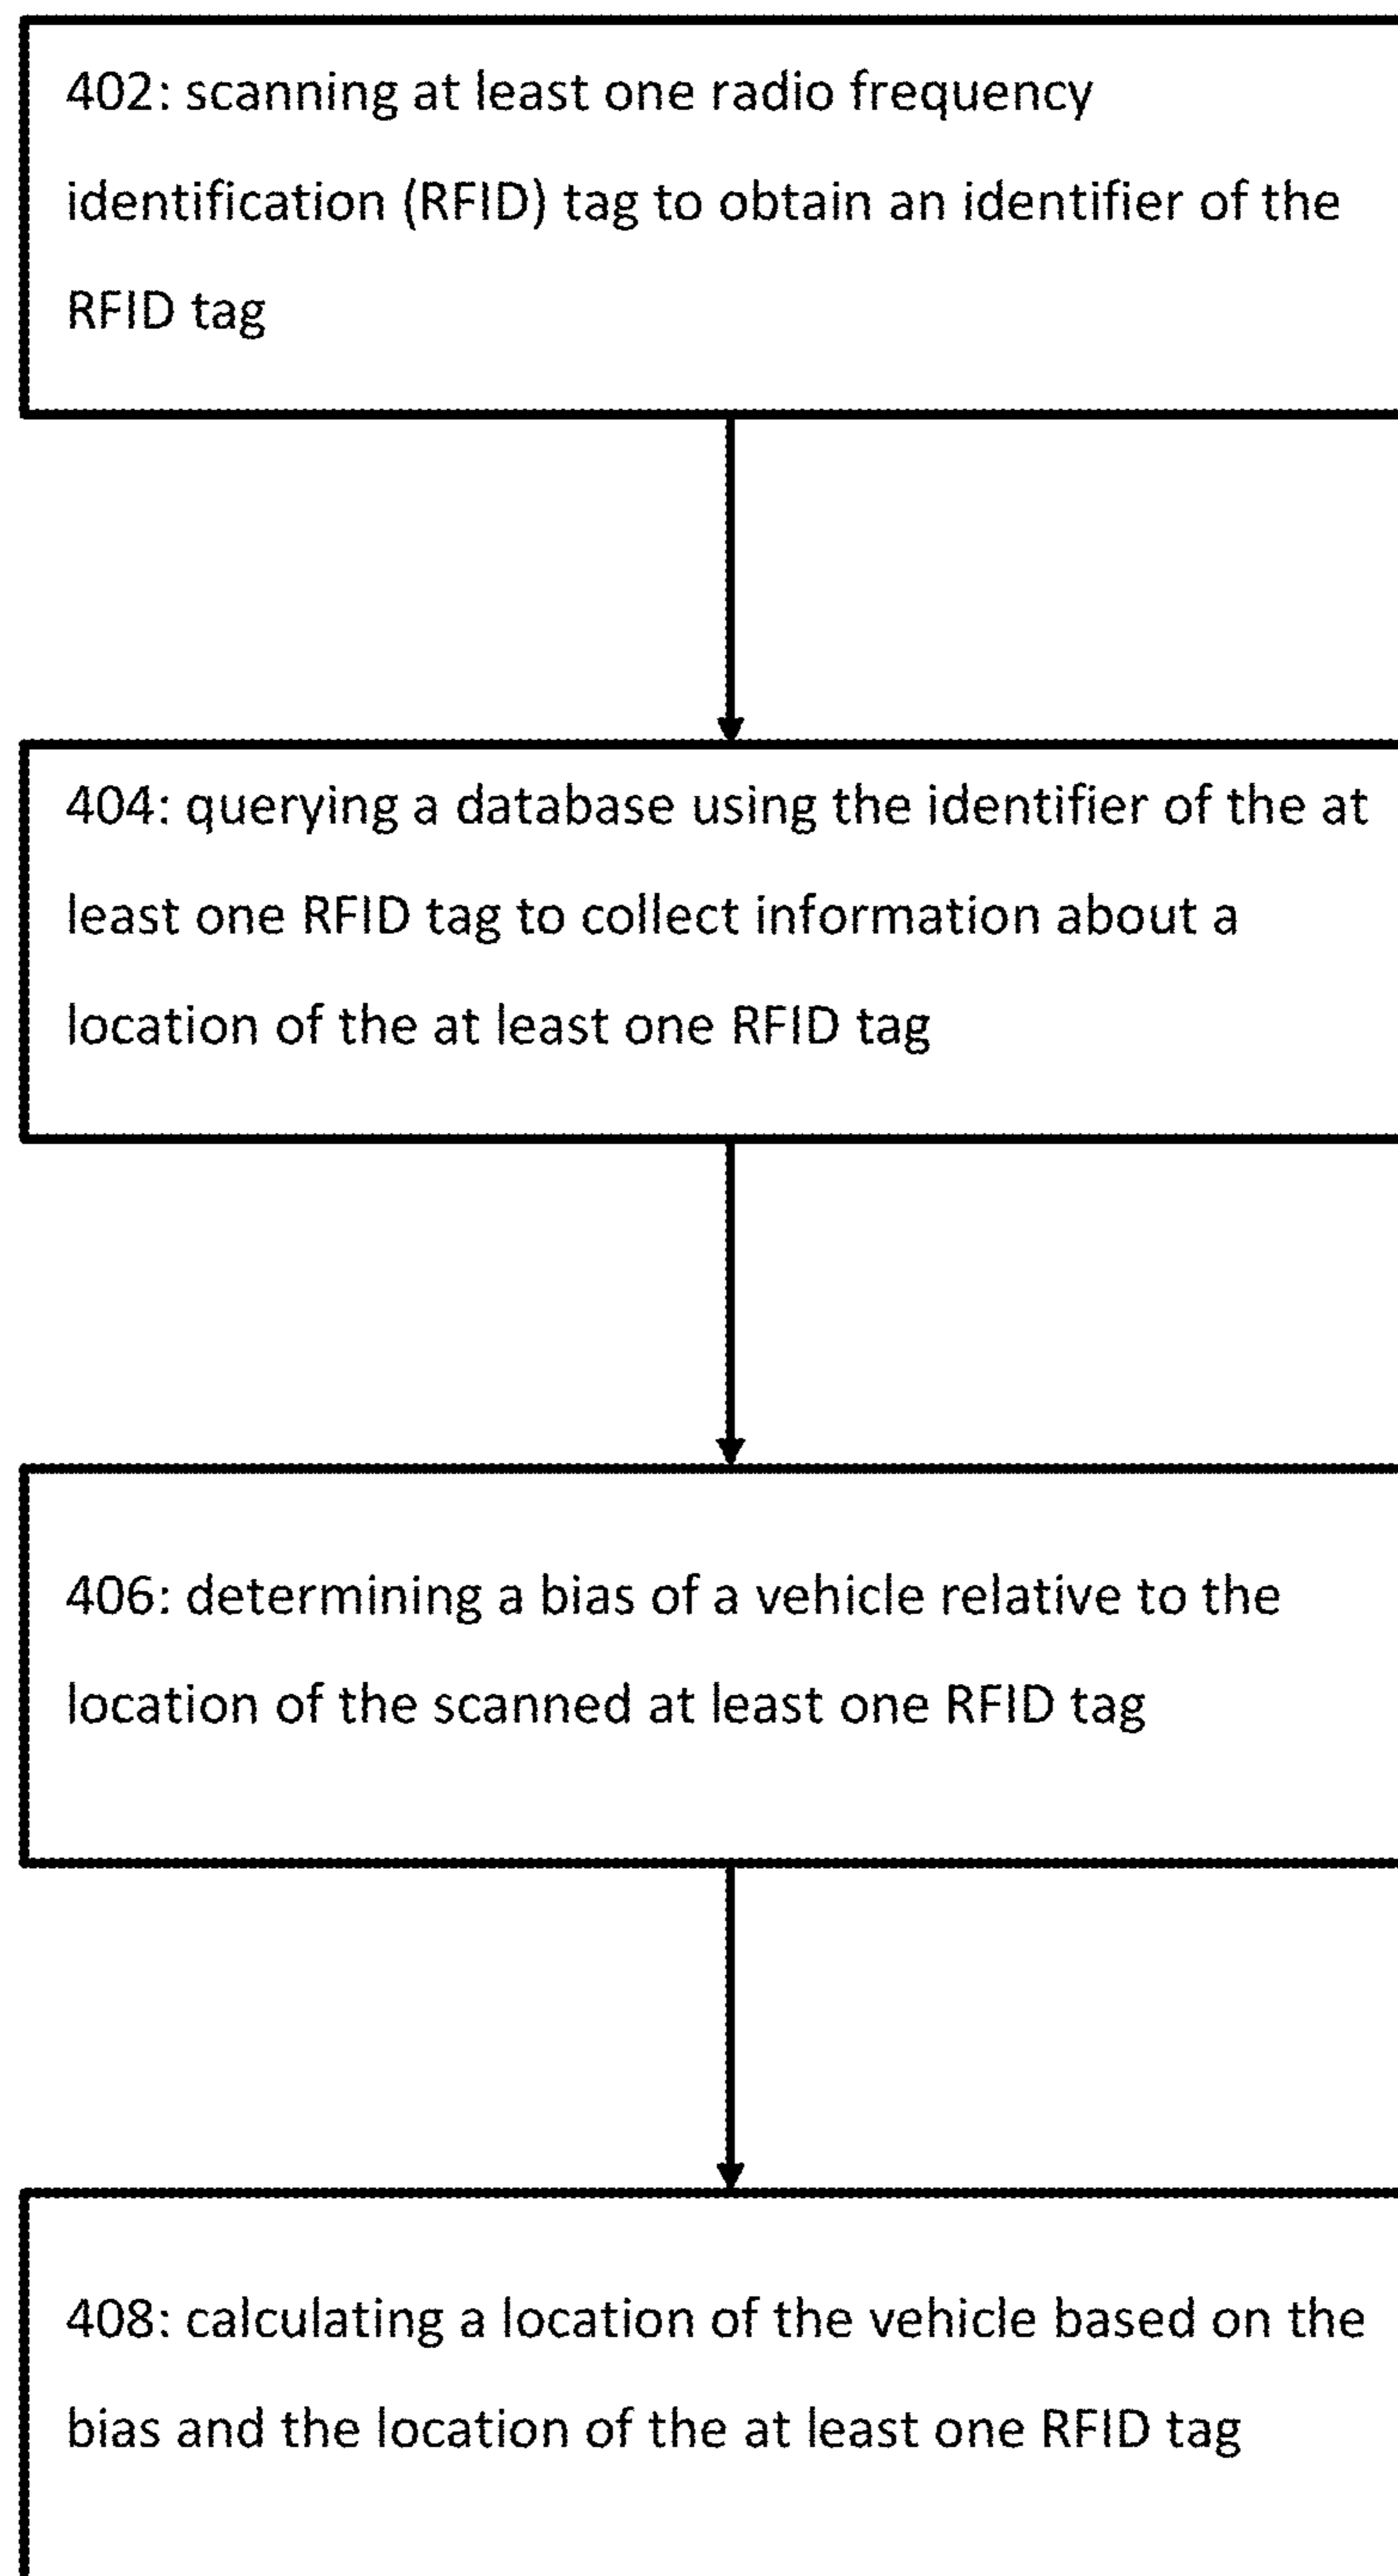 402: scanning at least one radio frequency
identification (RFID) tag to obtain an identifier of the
RFID tag
404: querying a database using the identifier of the at
least one RFID tag to collect information about a
location of the at least one RFID tag
406: determining a bias of a vehicle relative to the
location of the scanned at least one RFID tag
408: calculating a location of the vehicle based on the
bias and the location of the at least one RFID tag